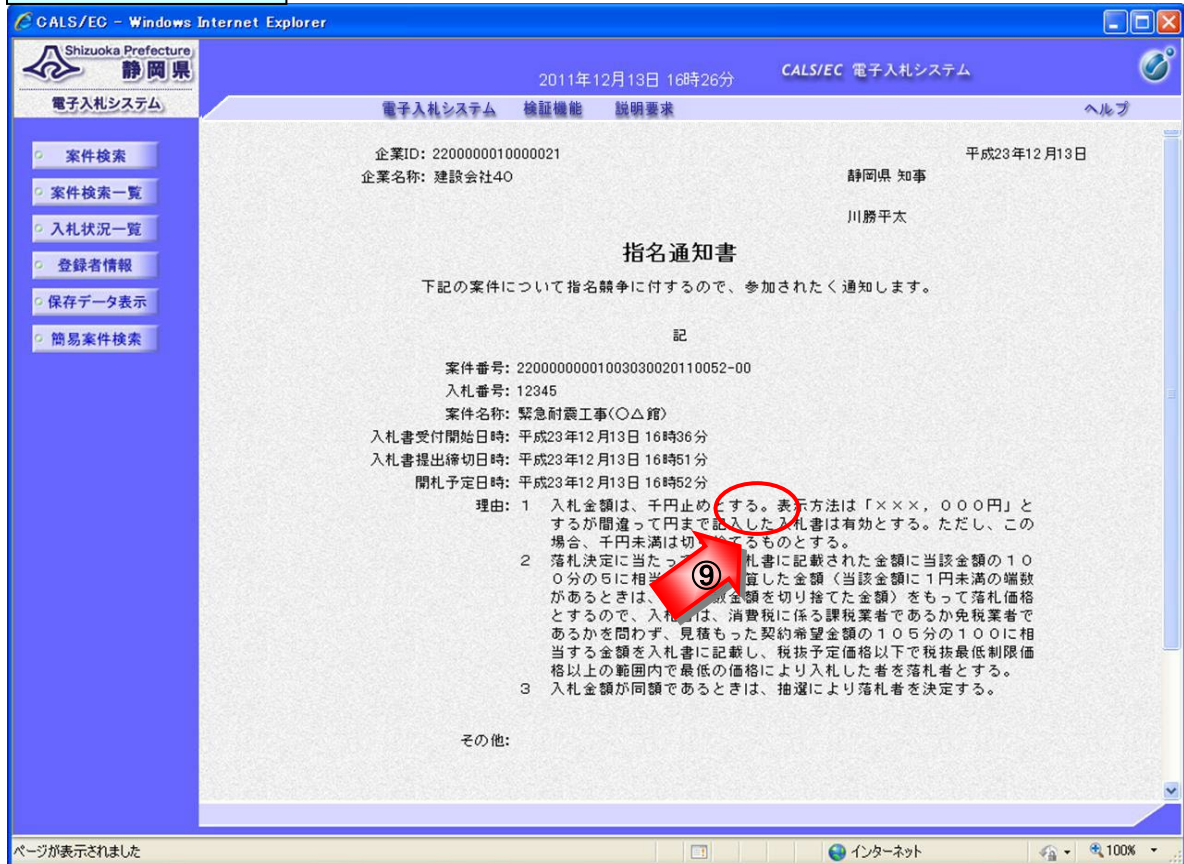 CALS/EC - Windows Internet Explorer
Shizuoka Prefecture
静岡県
電子入札システム
2011年12月13日 16時26分
CALS/EC 電子入札システム
電子入札システム 検証機能 説明要求 ヘルプ
案件検索
案件検索一覧
入札状況一覧
登録者情報
保存データ表示
簡易案件検索
企業ID: 2200000010000021 平成23年12月13日
企業名称: 建設会社40 静岡県 知事
川勝平太
指名通知書
下記の案件について指名競争に付するので、参加されたく通知します。
記
案件番号: 22000000001003030020110052-00
入札番号: 12345
案件名称: 緊急耐震工事(○△館)
入札書受付開始日時: 平成23年12月13日 16時36分
入札書提出締切日時: 平成23年12月13日 16時51分
開札予定日時: 平成23年12月13日 16時52分
理由: 1 入札金額は、千円止めとする。表示方法は「×××,000円」と
するが間違って円まで記入した入札書は有効とする。ただし、この
場合、千円未満は切り捨てるものとする。
2 落札決定に当たって 札書に記載された金額に当該金額の10
0分の5に相当 算した金額(当該金額に1円未満の端数
があるときは、 数金額を切り捨てた金額)をもって落札価格
とするので、入札者は、消費税に係る課税業者であるか免税業者で
あるかを問わず、見積もった契約希望金額の105分の100に相
当する金額を入札書に記載し、税抜予定価格以下で税抜最低制限価
格以上の範囲内で最低の価格により入札した者を落札者とする。
3 入札金額が同額であるときは、抽選により落札者を決定する。
⑨
その他:
ページが表示されました インターネット 100%